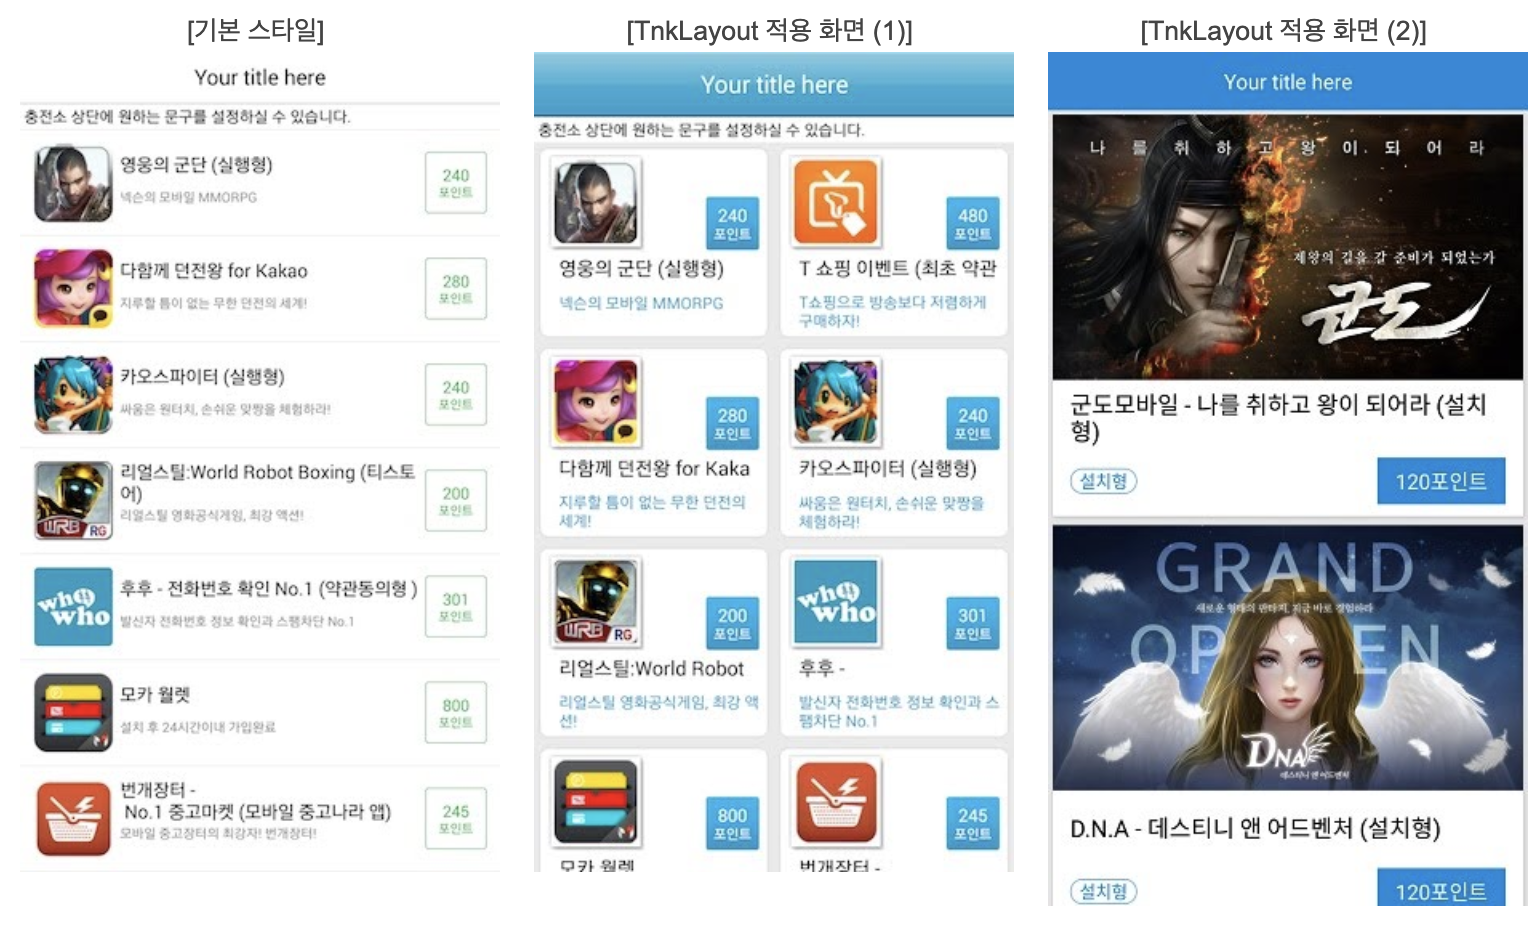 [기본 스타일]
Your title here
충전소 상단에 원하는 문구를 설정하실 수 있습니다.
영웅의 군단 (실행형)
넥슨의 모바일 MMORPG
240
포인트
다함께 던전왕 for Kakao
지루할 틈이 없는 무한 던전의 세계!
280
포인트
카오스파이터 (실행형)
싸움은 원터치, 손쉬운 맞짱을 체험하라!
240
포인트
리얼스틸:World Robot Boxing (티스토
어)
리얼스틸 영화공식게임, 최강 액션!
WRB RG
200
포인트
who
who
후후 - 전화번호 확인 No.1 (약관동의형 )
발신자 전화번호 정보 확인과 스팸차단 No.1
301
포인트
모카 월렛
설치 후 24시간이내 가입완료
800
포인트
번개장터 -
No.1 중고마켓 (모바일 중고나라 앱)
모바일 중고장터의 최강자! 번개장터!
245
포인트
[TnkLayout 적용 화면 (1)]
Your title here
충전소 상단에 원하는 문구를 설정하실 수 있습니다.
240
포인트
영웅의 군단 (실행형)
넥슨의 모바일 MMORPG
480
포인트
T 쇼핑 이벤트 (최초 약관
T쇼핑으로 방송보다 저렴하게
구매하자!
280
포인트
다함께 던전왕 for Kaka
지루할 틈이 없는 무한 던전의
세계!
240
포인트
카오스파이터 (실행형)
싸움은 원터치, 손쉬운 맞짱을
체험하라!
WRB RG
200
포인트
리얼스틸:World Robot
리얼스틸 영화공식게임, 최강 액
션!
who
who
301
포인트
후후 -
발신자 전화번호 정보 확인과 스
팸차단 No.1
800
포인트
모카 월렛
245
포인트
번개장터 -
[TnkLayout 적용 화면 (2)]
Your title here
나를 취하고 왕이 되어라
제왕의 길을 갈 준비가 되었는가
군도
군도모바일 - 나를 취하고 왕이 되어라 (설치
형)
설치형
120포인트
GRAND
새로운 형태의 판타지, 지금 바로 경험하라
OPEN
DNA
데스티니 앤 어드벤처
D.N.A - 데스티니 앤 어드벤처 (설치형)
설치형
120포인트